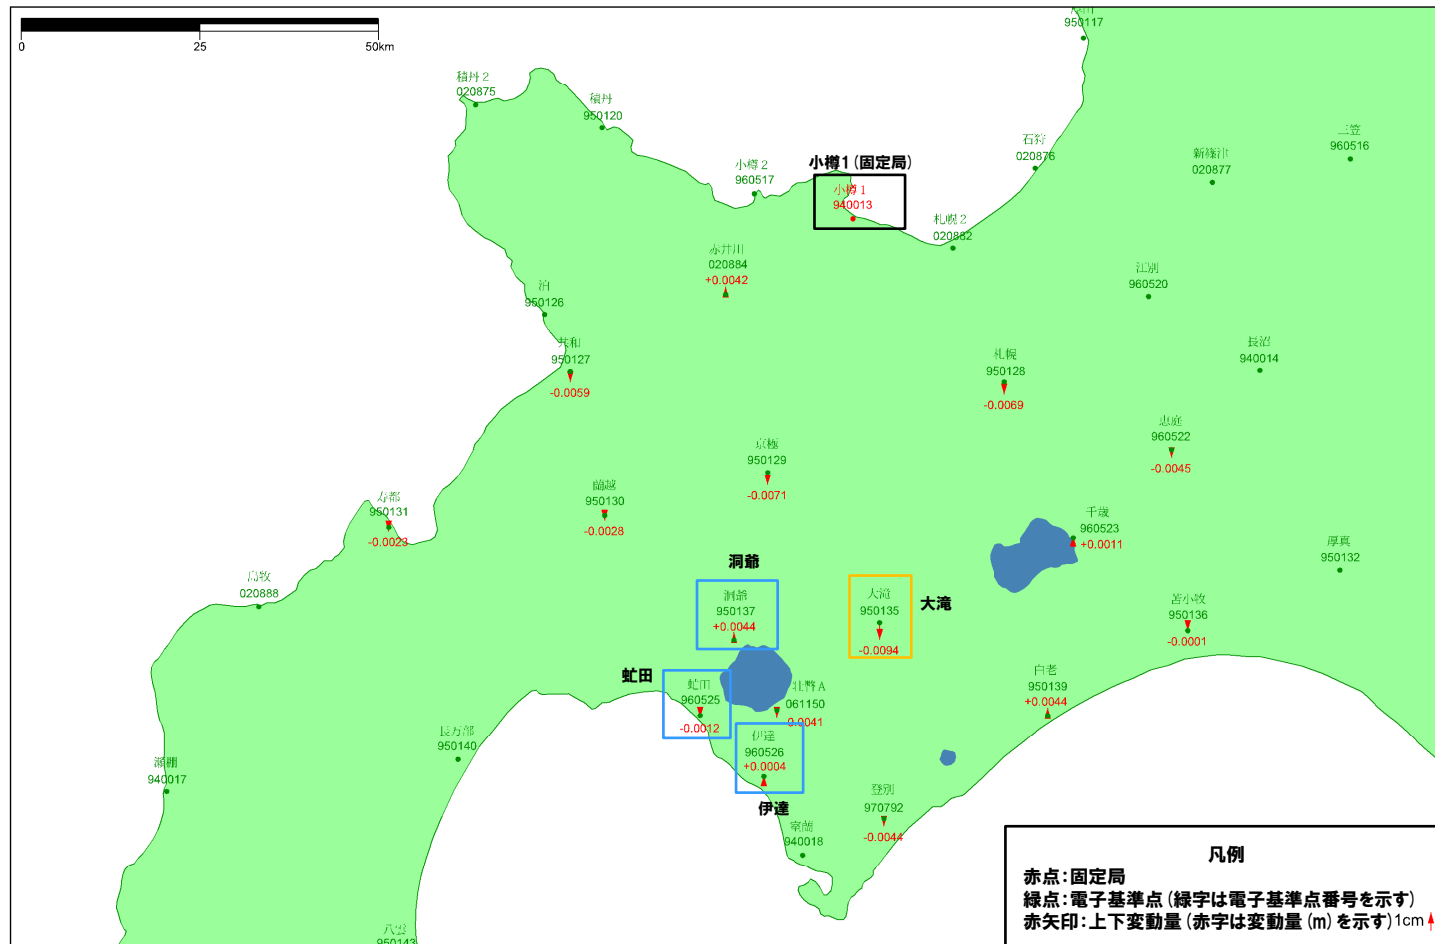 0
25
50km
950117
積丹２
020875
積丹
950120
小樽２
960517
小樽1(固定局)
小樽１
940013
石狩
020876
新篠津
020877
三笠
960516
札幌２
020882
赤井川
020884
+0.0042
江別
960520
泊
950126
共和
950127
-0.0059
札幌
950128
-0.0069
長沼
940014
恵庭
960522
-0.0045
京極
950129
-0.0071
蘭越
950130
-0.0028
寿都
950131
-0.0023
千歳
960523
+0.0011
厚真
950132
島牧
020888
洞爺
洞爺
950137
+0.0044
大滝
950135
-0.0094
大滝
苫小牧
950136
-0.0001
虻田
虻田
960525
-0.0012
壮瞥Ａ
061150
-0.0041
白老
950139
+0.0044
伊達
960526
+0.0004
伊達
長万部
950140
瀬棚
940017
登別
970792
-0.0044
室蘭
940018
八雲
950143
凡例
赤点：固定局
緑点：電子基準点(緑字は電子基準点番号を示す)
赤矢印：上下変動量(赤字は変動量(m)を示す)1cm